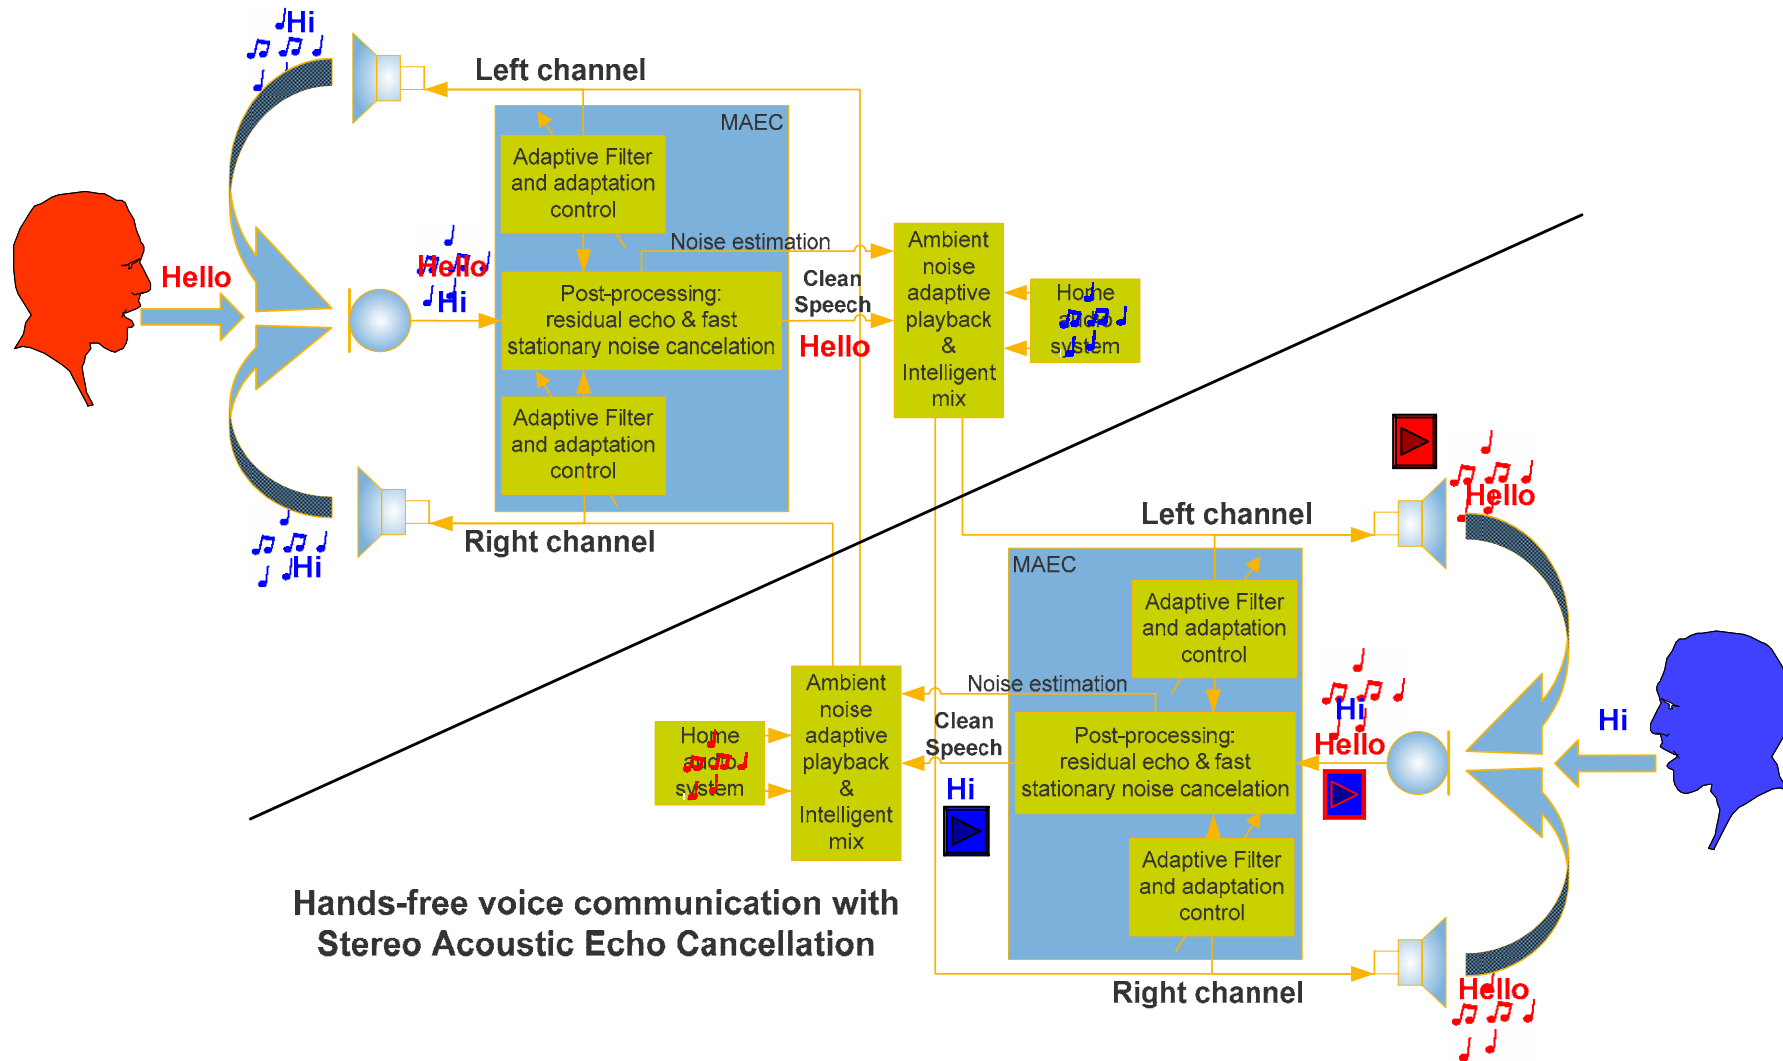 Hi
Left channel
MAEC
Adaptive Filter
and adaptation
control
Noise estimation
Hello
Hello
Hi
Post-processing:
residual echo & fast
stationary noise cancelation
Clean
Speech
Hello
Ambient
noise
adaptive
playback
&
Intelligent
mix
Home
audio
system
Adaptive Filter
and adaptation
control
Right channel
Hi
Left channel
Hello
MAEC
Adaptive Filter
and adaptation
control
Noise estimation
Clean
Speech
Hi
Ambient
noise
adaptive
playback
&
Intelligent
mix
Home
audio
system
Post-processing:
residual echo & fast
stationary noise cancelation
Hi
Hello
Hi
Adaptive Filter
and adaptation
control
Right channel
Hello
Hands-free voice communication with
Stereo Acoustic Echo Cancellation